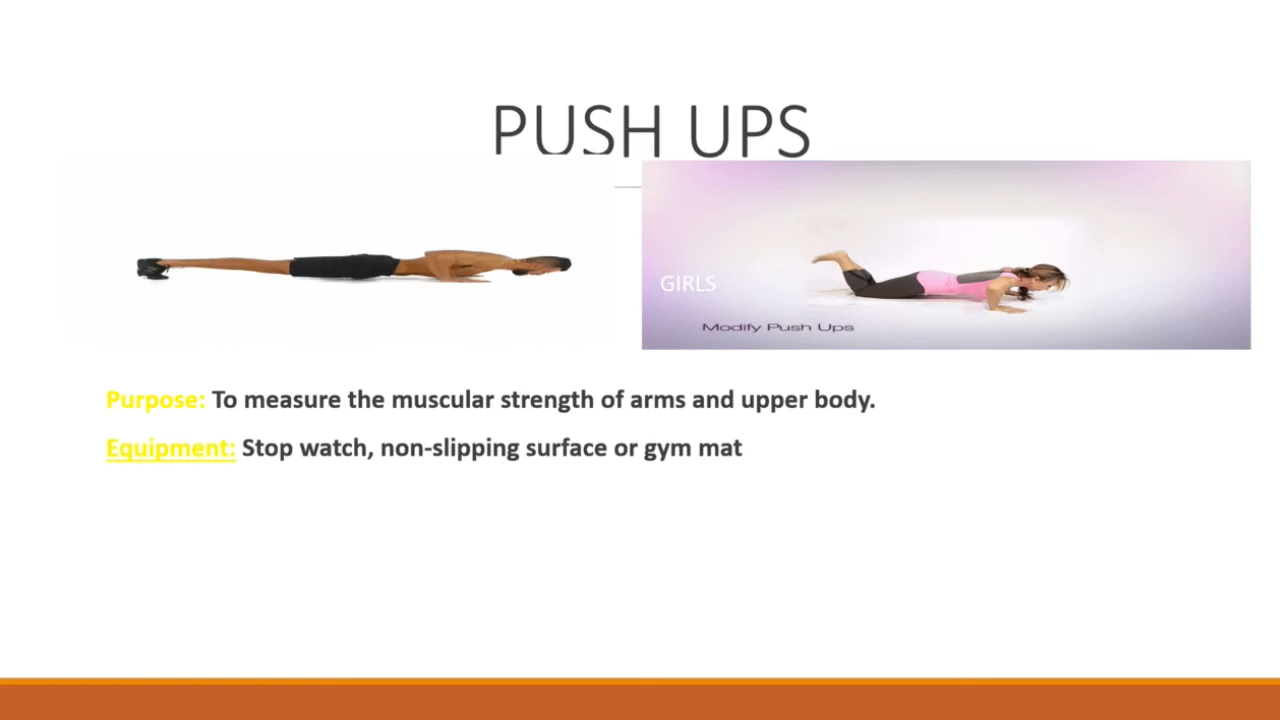 PUSH UPS
GIRLS
Modify Push Ups
Purpose: To measure the muscular strength of arms and upper body.
Equipment: Stop watch, non-slipping surface or gym mat